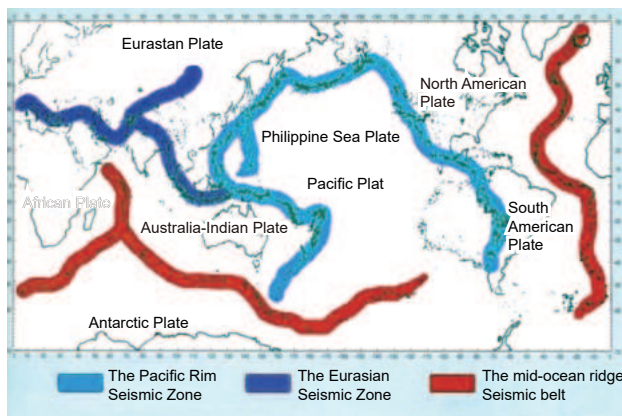 Eurastan Plate
North American
Plate
Philippine Sea Plate
Pacific Plat
African Plate
Australia-Indian Plate
South
American
Plate
Antarctic Plate
The Pacific Rim
Seismic Zone
The Eurasian
Seismic Zone
The mid-ocean ridge
Seismic belt